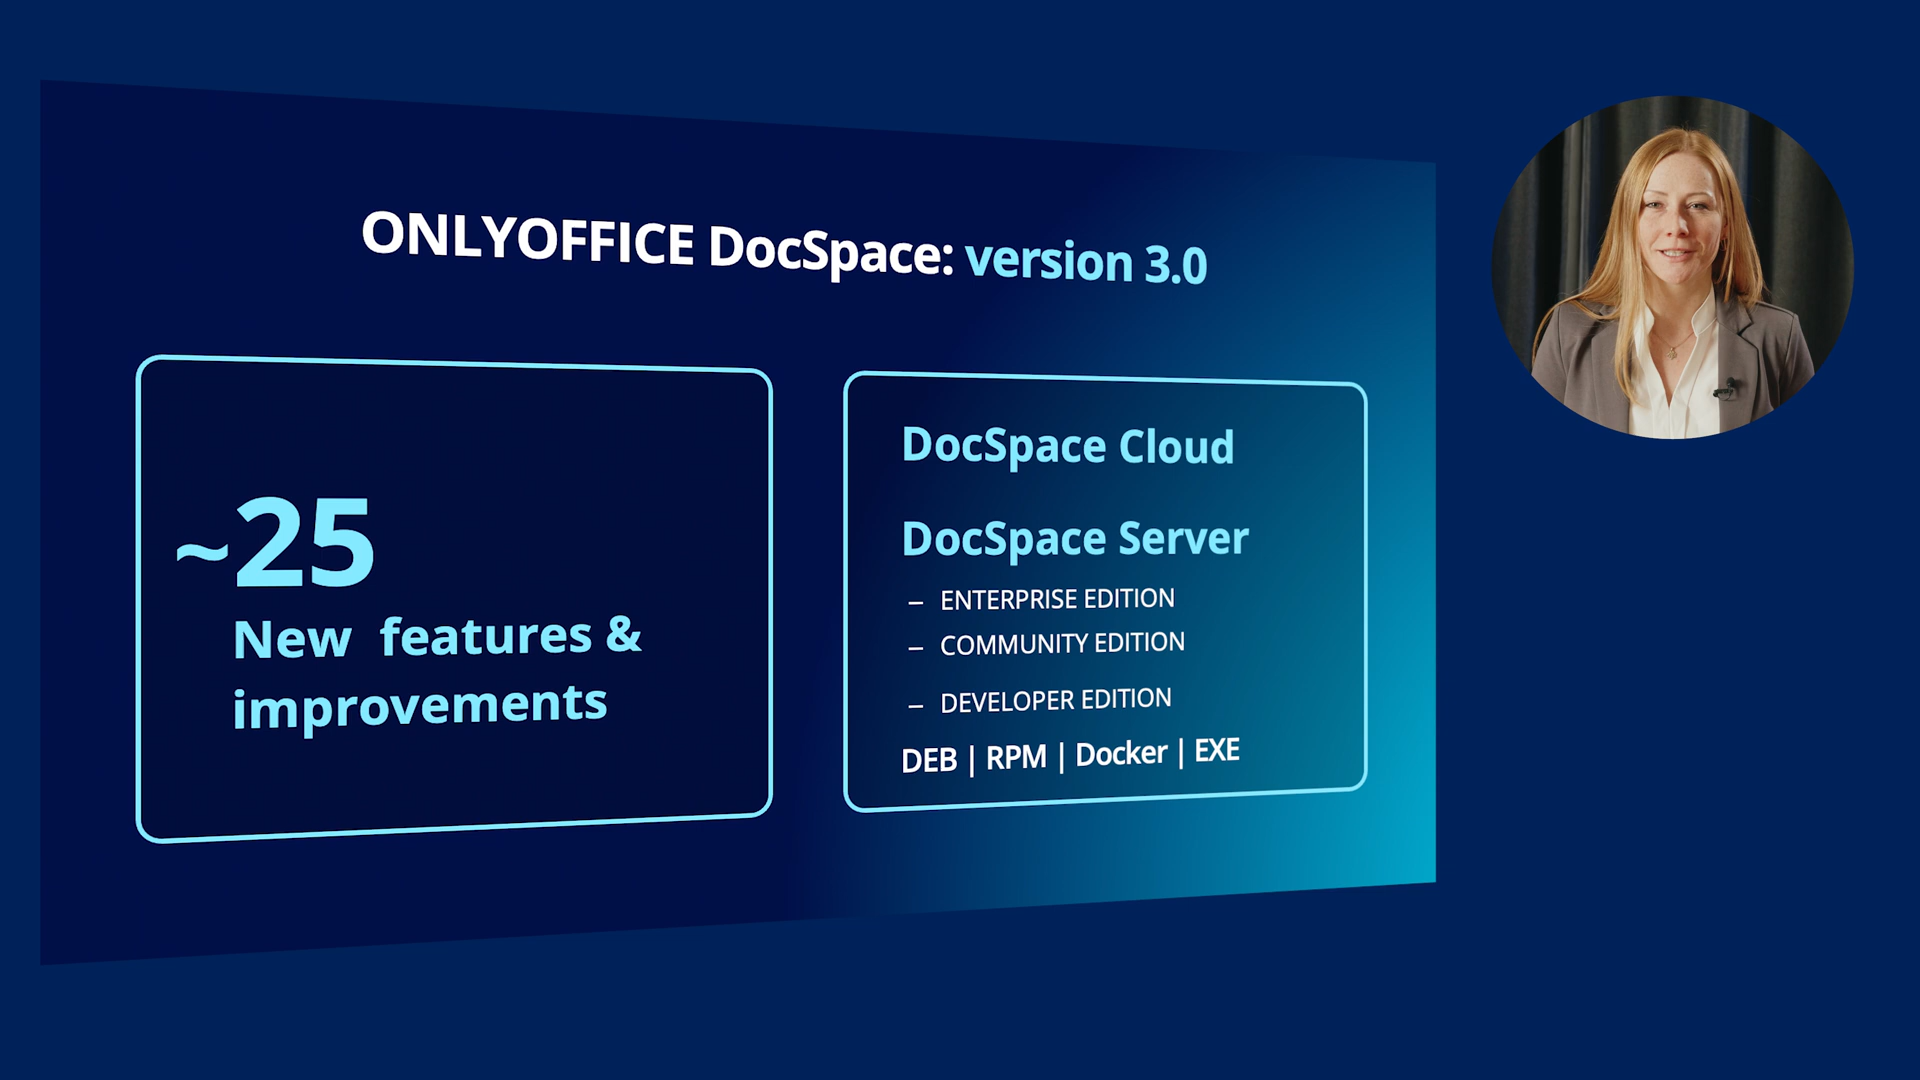 ONLYOFFICE DocSpace: version 3.0
~25
New features &
improvements
DocSpace Cloud
DocSpace Server
– ENTERPRISE EDITION
– COMMUNITY EDITION
– DEVELOPER EDITION
DEB | RPM | Docker | EXE